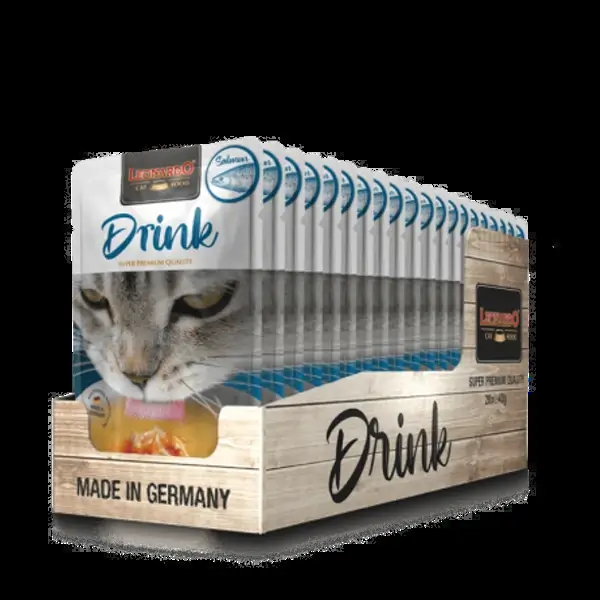 LEONARDO
CAT FOOD
Salmon
Drink
SUPER PREMIUM QUALITY
MADE IN GERMANY
Drink
LEONARDO
CAT FOOD
SUPER PREMIUM QUALITY